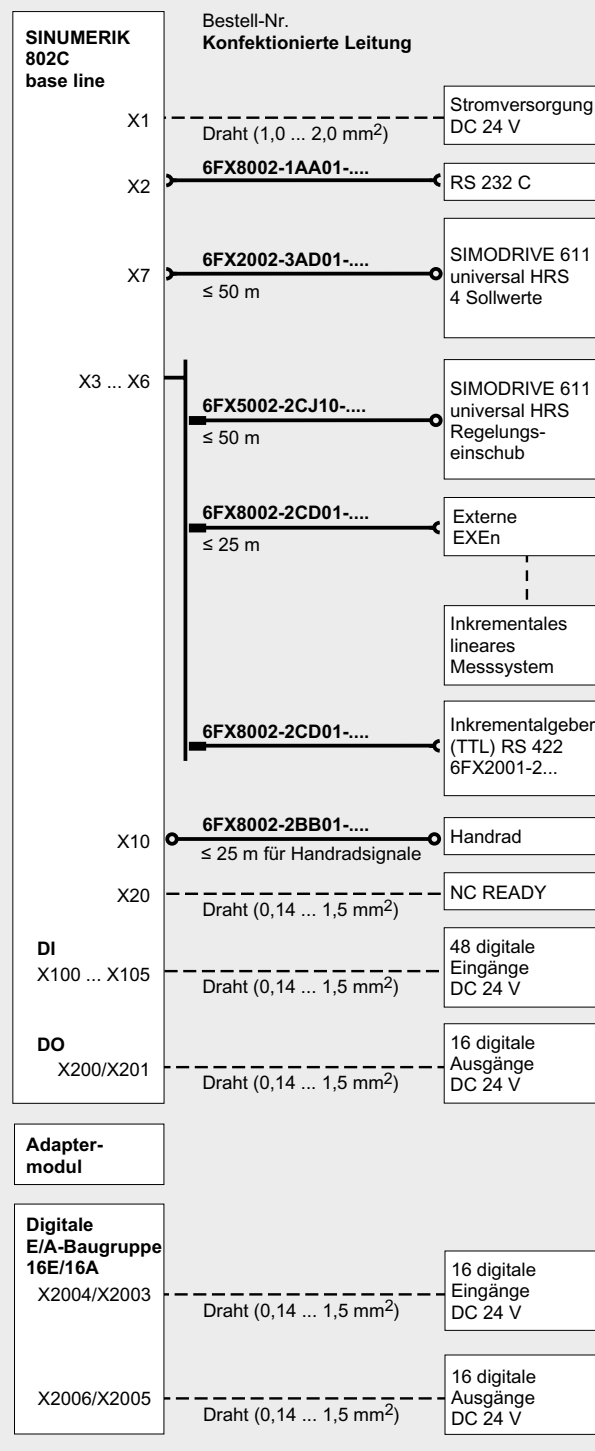 Bestell-Nr.
Konfektionierte Leitung
SINUMERIK
802C
base line
X1
Draht (1,0 ... 2,0 mm²)
Stromversorgung
DC 24 V
X2
6FX8002-1AA01-....
RS 232 C
X7
6FX2002-3AD01-....
≤ 50 m
SIMODRIVE 611
universal HRS
4 Sollwerte
X3 ... X6
6FX5002-2CJ10-....
≤ 50 m
SIMODRIVE 611
universal HRS
Regelungs-
einschub
6FX8002-2CD01-....
≤ 25 m
Externe
EXEn
Inkrementales
lineares
Messsystem
6FX8002-2CD01-....
Inkrementalgeber
(TTL) RS 422
6FX2001-2...
X10
6FX8002-2BB01-....
≤ 25 m für Handradsignale
Handrad
X20
Draht (0,14 ... 1,5 mm²)
NC READY
DI
X100 ... X105
Draht (0,14 ... 1,5 mm²)
48 digitale
Eingänge
DC 24 V
DO
X200/X201
Draht (0,14 ... 1,5 mm²)
16 digitale
Ausgänge
DC 24 V
Adapter-
modul
Digitale
E/A-Baugruppe
16E/16A
X2004/X2003
Draht (0,14 ... 1,5 mm²)
16 digitale
Eingänge
DC 24 V
X2006/X2005
Draht (0,14 ... 1,5 mm²)
16 digitale
Ausgänge
DC 24 V